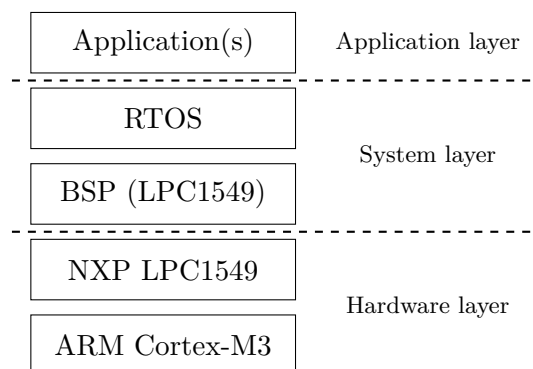 Application(s)
Application layer
RTOS
System layer
BSP (LPC1549)
NXP LPC1549
Hardware layer
ARM Cortex-M3